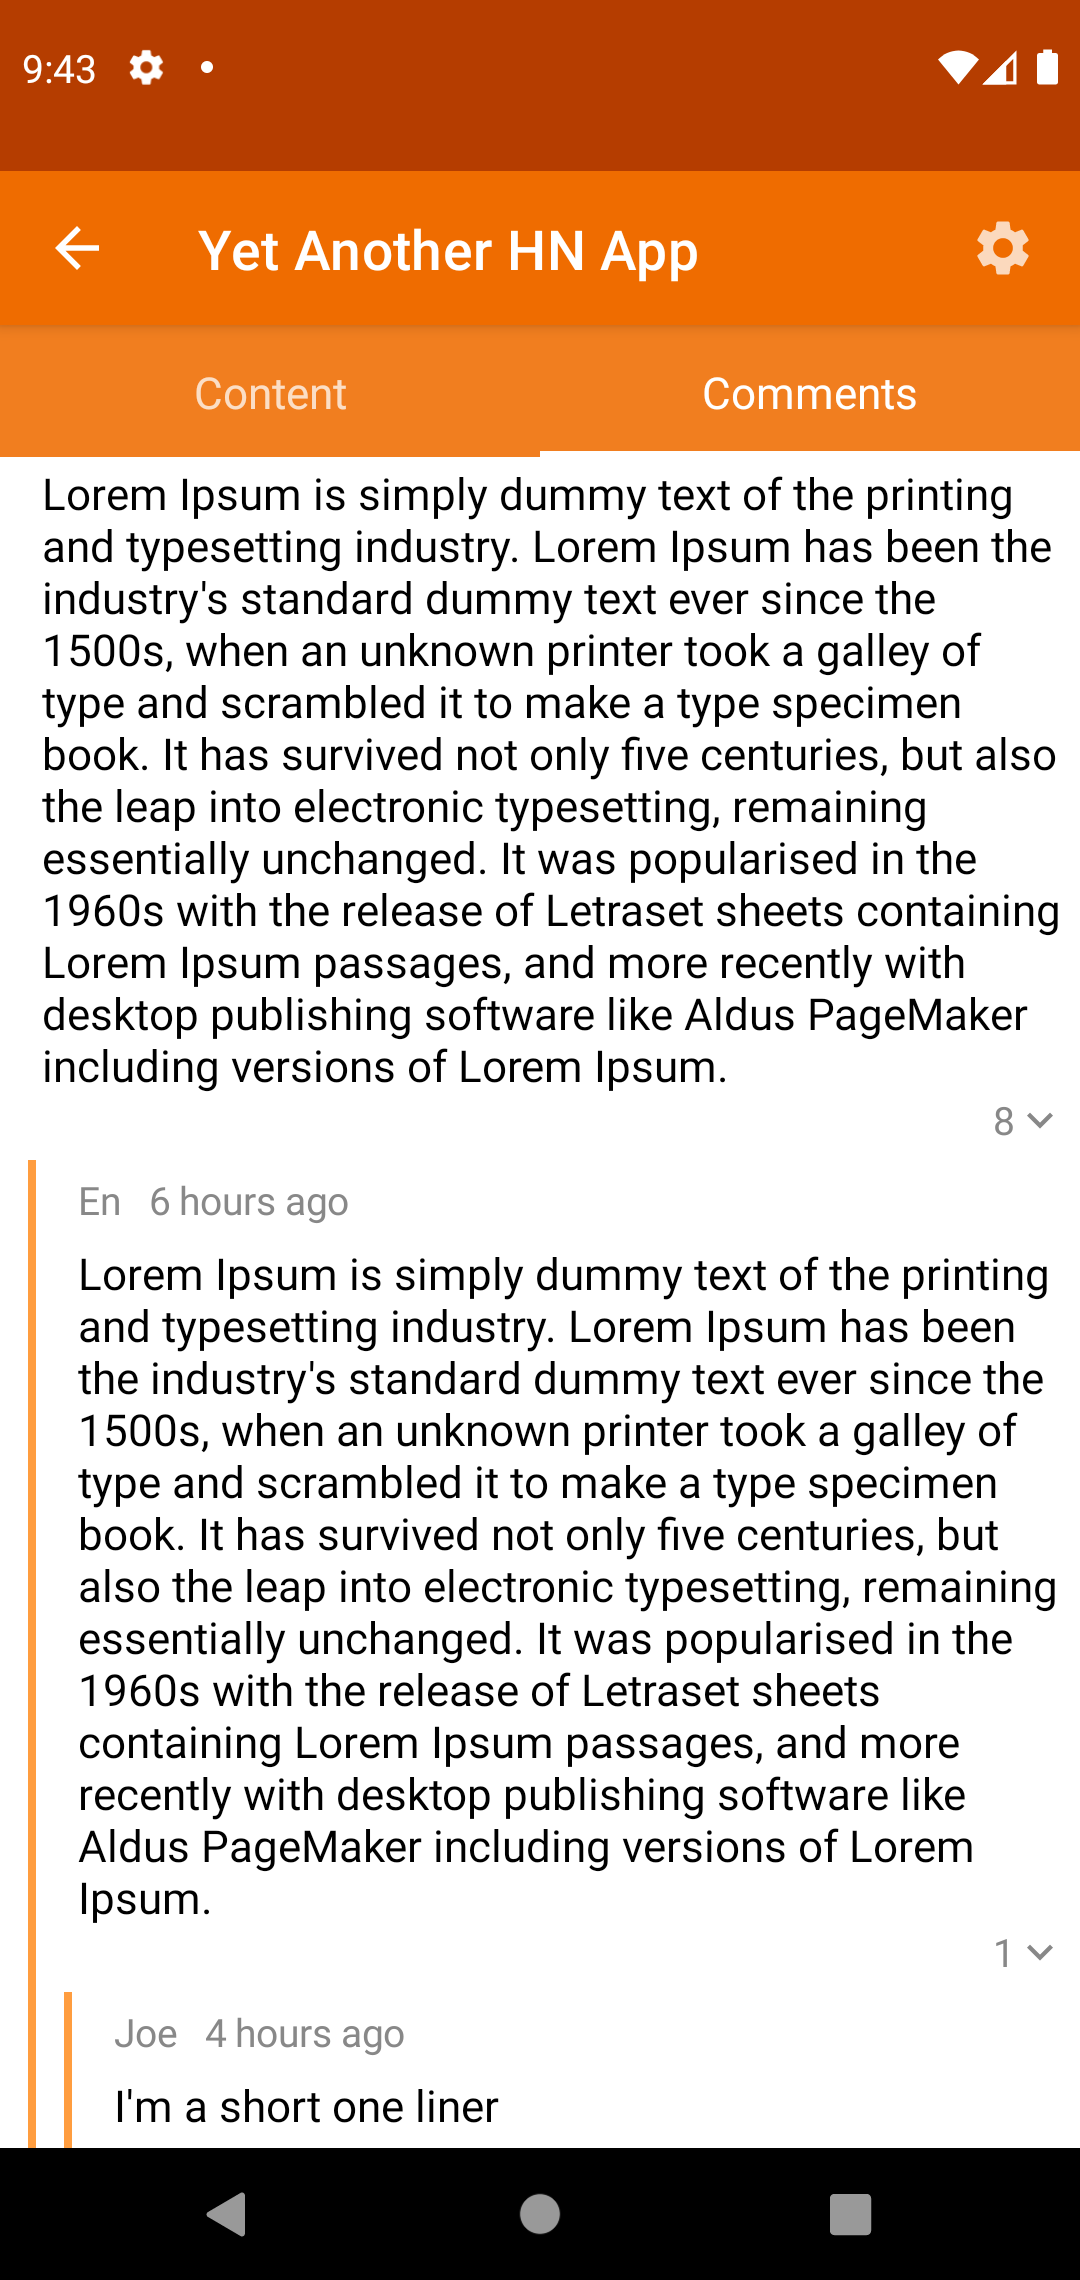 9:43
Yet Another HN App
Content
Comments
Lorem Ipsum is simply dummy text of the printing
and typesetting industry. Lorem Ipsum has been the
industry's standard dummy text ever since the
1500s, when an unknown printer took a galley of
type and scrambled it to make a type specimen
book. It has survived not only five centuries, but also
the leap into electronic typesetting, remaining
essentially unchanged. It was popularised in the
1960s with the release of Letraset sheets containing
Lorem Ipsum passages, and more recently with
desktop publishing software like Aldus PageMaker
including versions of Lorem Ipsum.
8
En 6 hours ago
Lorem Ipsum is simply dummy text of the printing
and typesetting industry. Lorem Ipsum has been
the industry's standard dummy text ever since the
1500s, when an unknown printer took a galley of
type and scrambled it to make a type specimen
book. It has survived not only five centuries, but
also the leap into electronic typesetting, remaining
essentially unchanged. It was popularised in the
1960s with the release of Letraset sheets
containing Lorem Ipsum passages, and more
recently with desktop publishing software like
Aldus PageMaker including versions of Lorem
Ipsum.
1
Joe 4 hours ago
I'm a short one liner